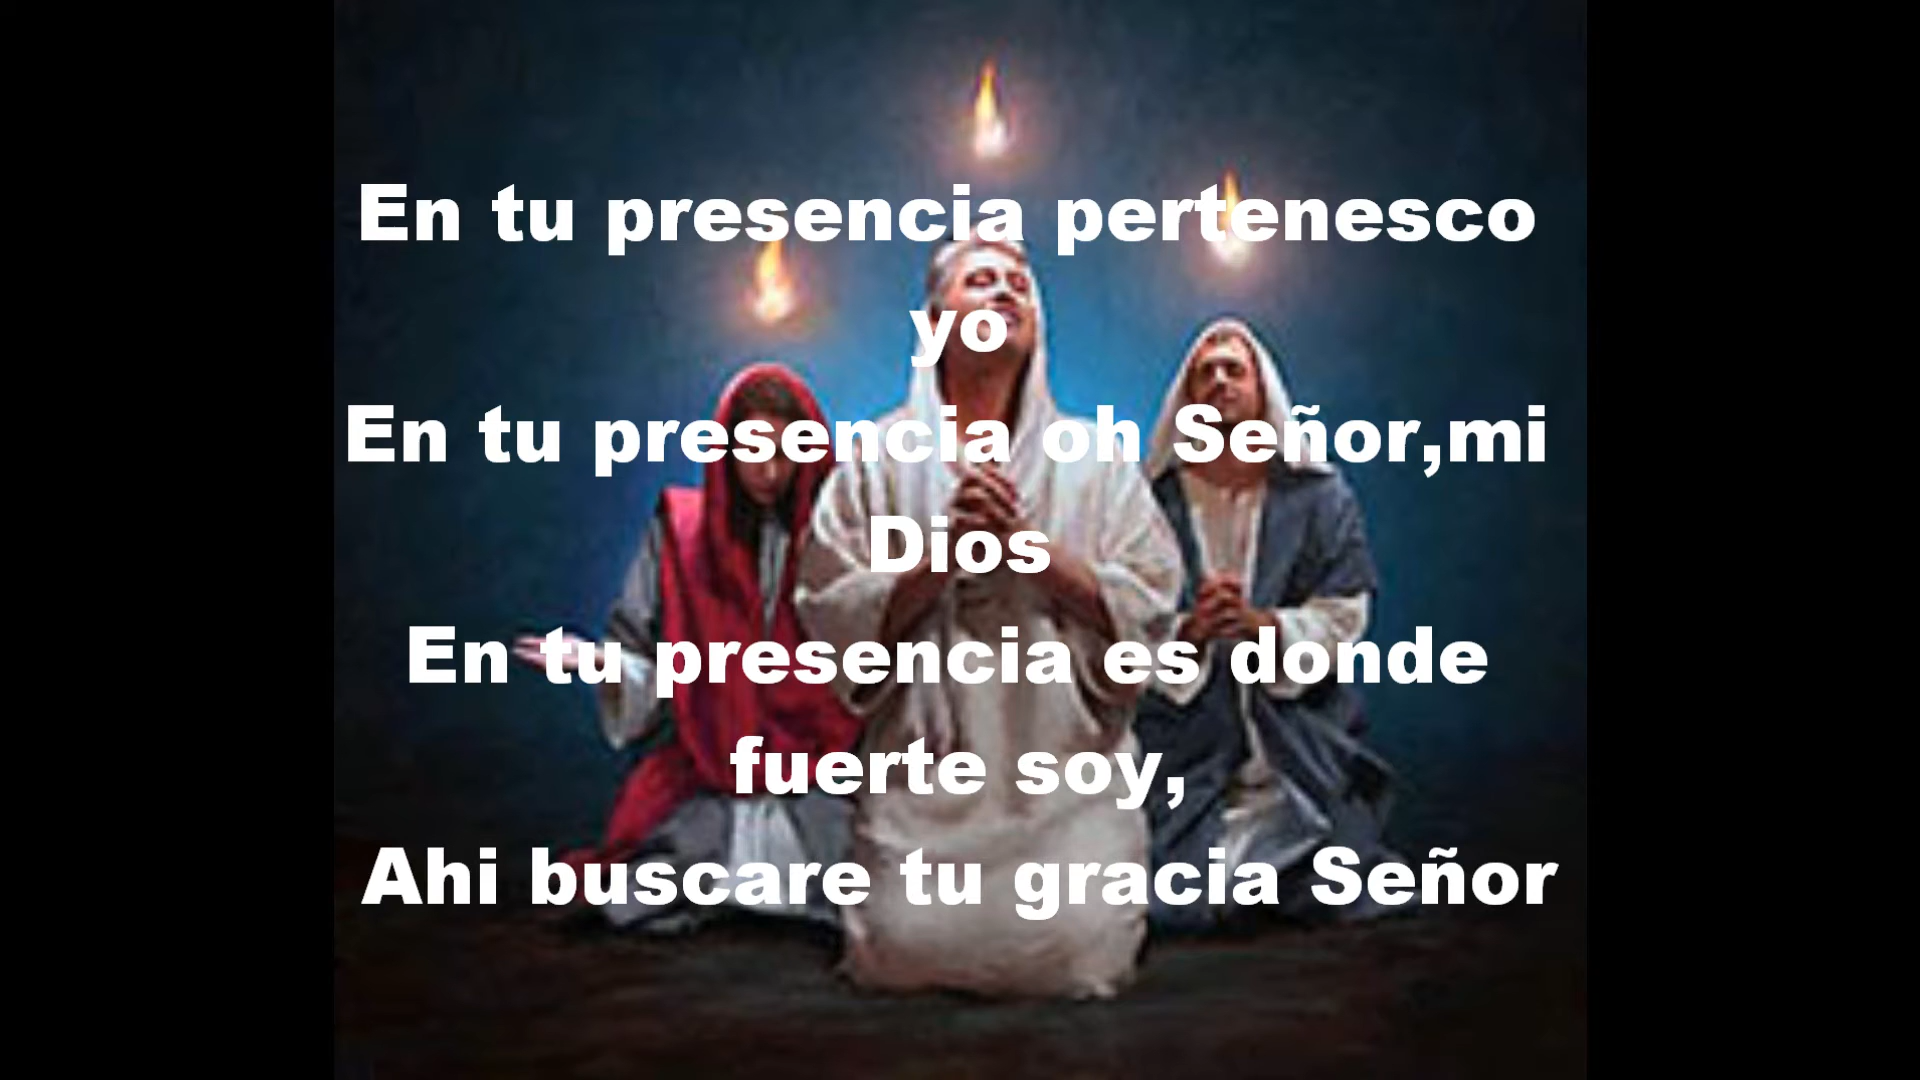 En tu presencia pertenesco
yo
En tu presencia oh Señor,mi
Dios
En tu presencia es donde
fuerte soy,
Ahi buscare tu gracia Señor